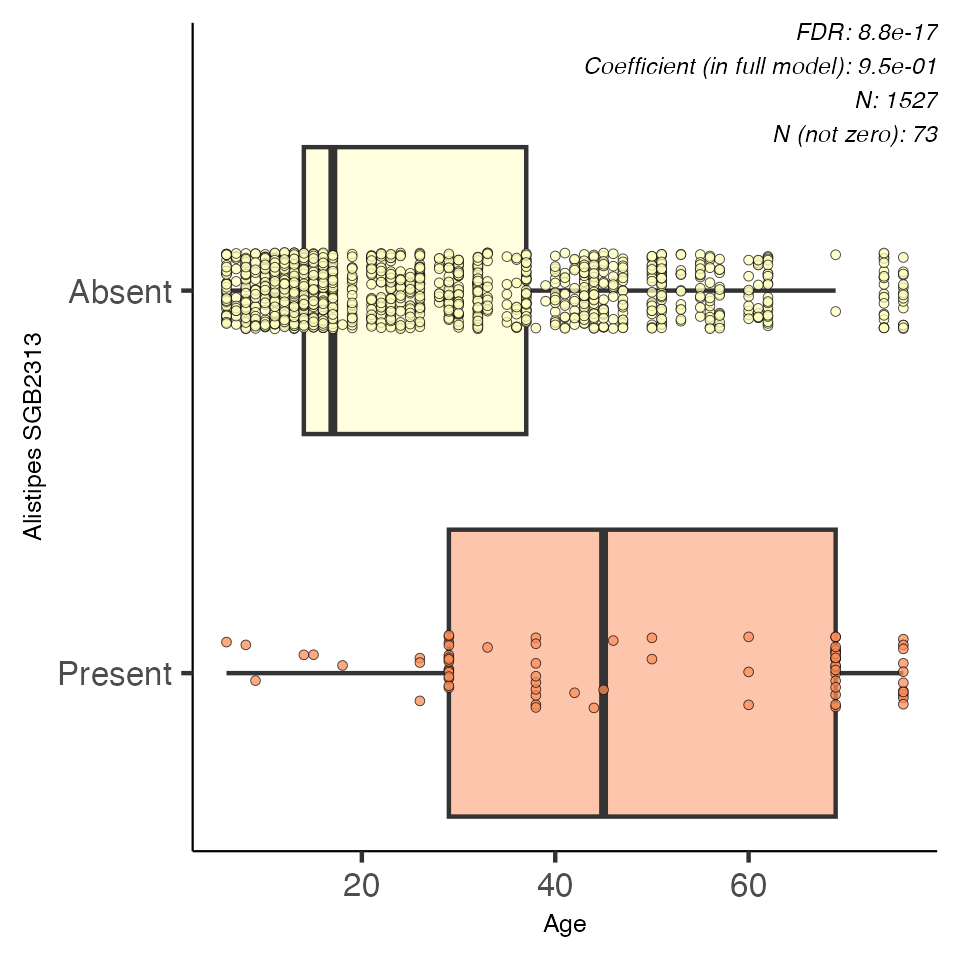 FDR: 8.8e-17
Coefficient (in full model): 9.5e-01
N: 1527
N (not zero): 73
Absent
Alistipes SGB2313
Present
20 40 60
Age